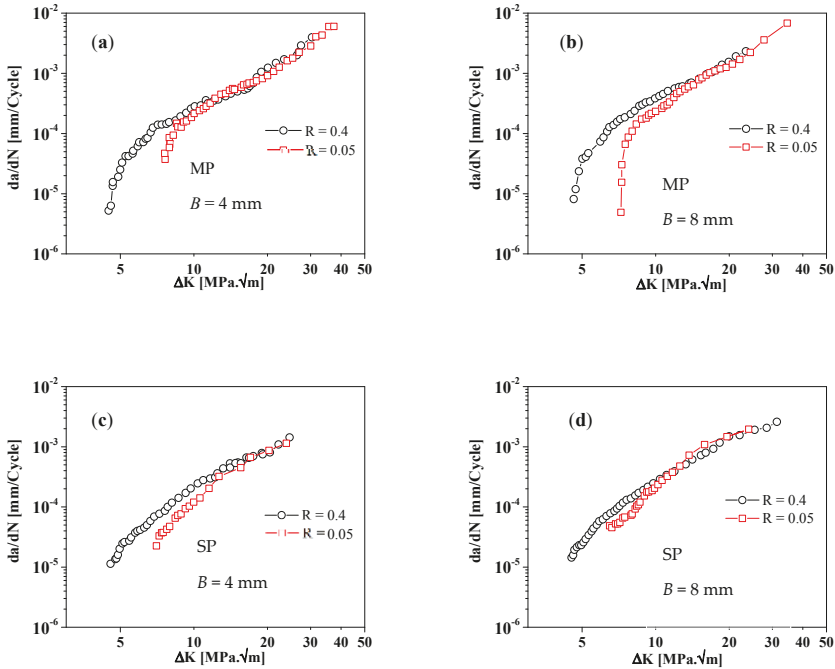 (a)
da/dN [mm/Cycle]
10⁻²
10⁻³
10⁻⁴
10⁻⁵
10⁻⁶
R = 0.4
R = 0.05
MP
B = 4 mm
5 10 20 30 40 50
ΔK [MPa.√m]
(b)
da/dN [mm/Cycle]
10⁻²
10⁻³
10⁻⁴
10⁻⁵
10⁻⁶
R = 0.4
R = 0.05
MP
B = 8 mm
5 10 20 30 40 50
ΔK [MPa.√m]
(c)
da/dN [mm/Cycle]
10⁻²
10⁻³
10⁻⁴
10⁻⁵
10⁻⁶
R = 0.4
R = 0.05
SP
B = 4 mm
5 10 20 30 40 50
ΔK [MPa.√m]
(d)
da/dN [mm/Cycle]
10⁻²
10⁻³
10⁻⁴
10⁻⁵
10⁻⁶
R = 0.4
R = 0.05
SP
B = 8 mm
5 10 20 30 40 50
ΔK [MPa.√m]